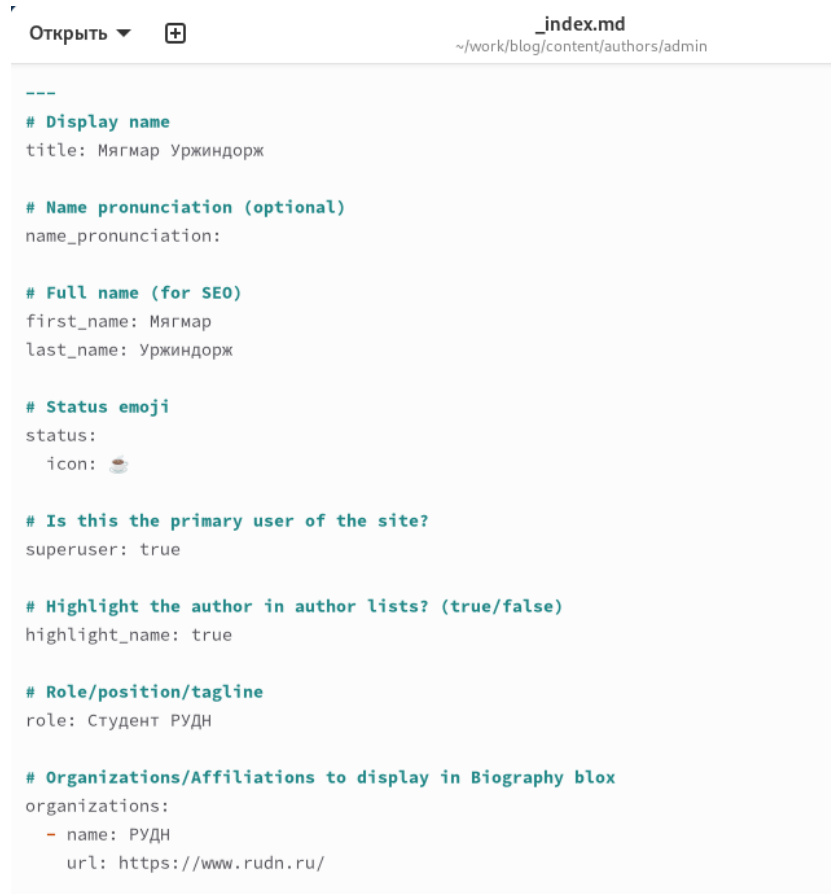 Открыть
_index.md
~/work/blog/content/authors/admin
---
# Display name
title: Мягмар Уржиндорж
# Name pronunciation (optional)
name_pronunciation:
# Full name (for SEO)
first_name: Мягмар
last_name: Уржиндорж
# Status emoji
status:
  icon: ☕
# Is this the primary user of the site?
superuser: true
# Highlight the author in author lists? (true/false)
highlight_name: true
# Role/position/tagline
role: Студент РУДН
# Organizations/Affiliations to display in Biography blox
organizations:
  - name: РУДН
    url: https://www.rudn.ru/